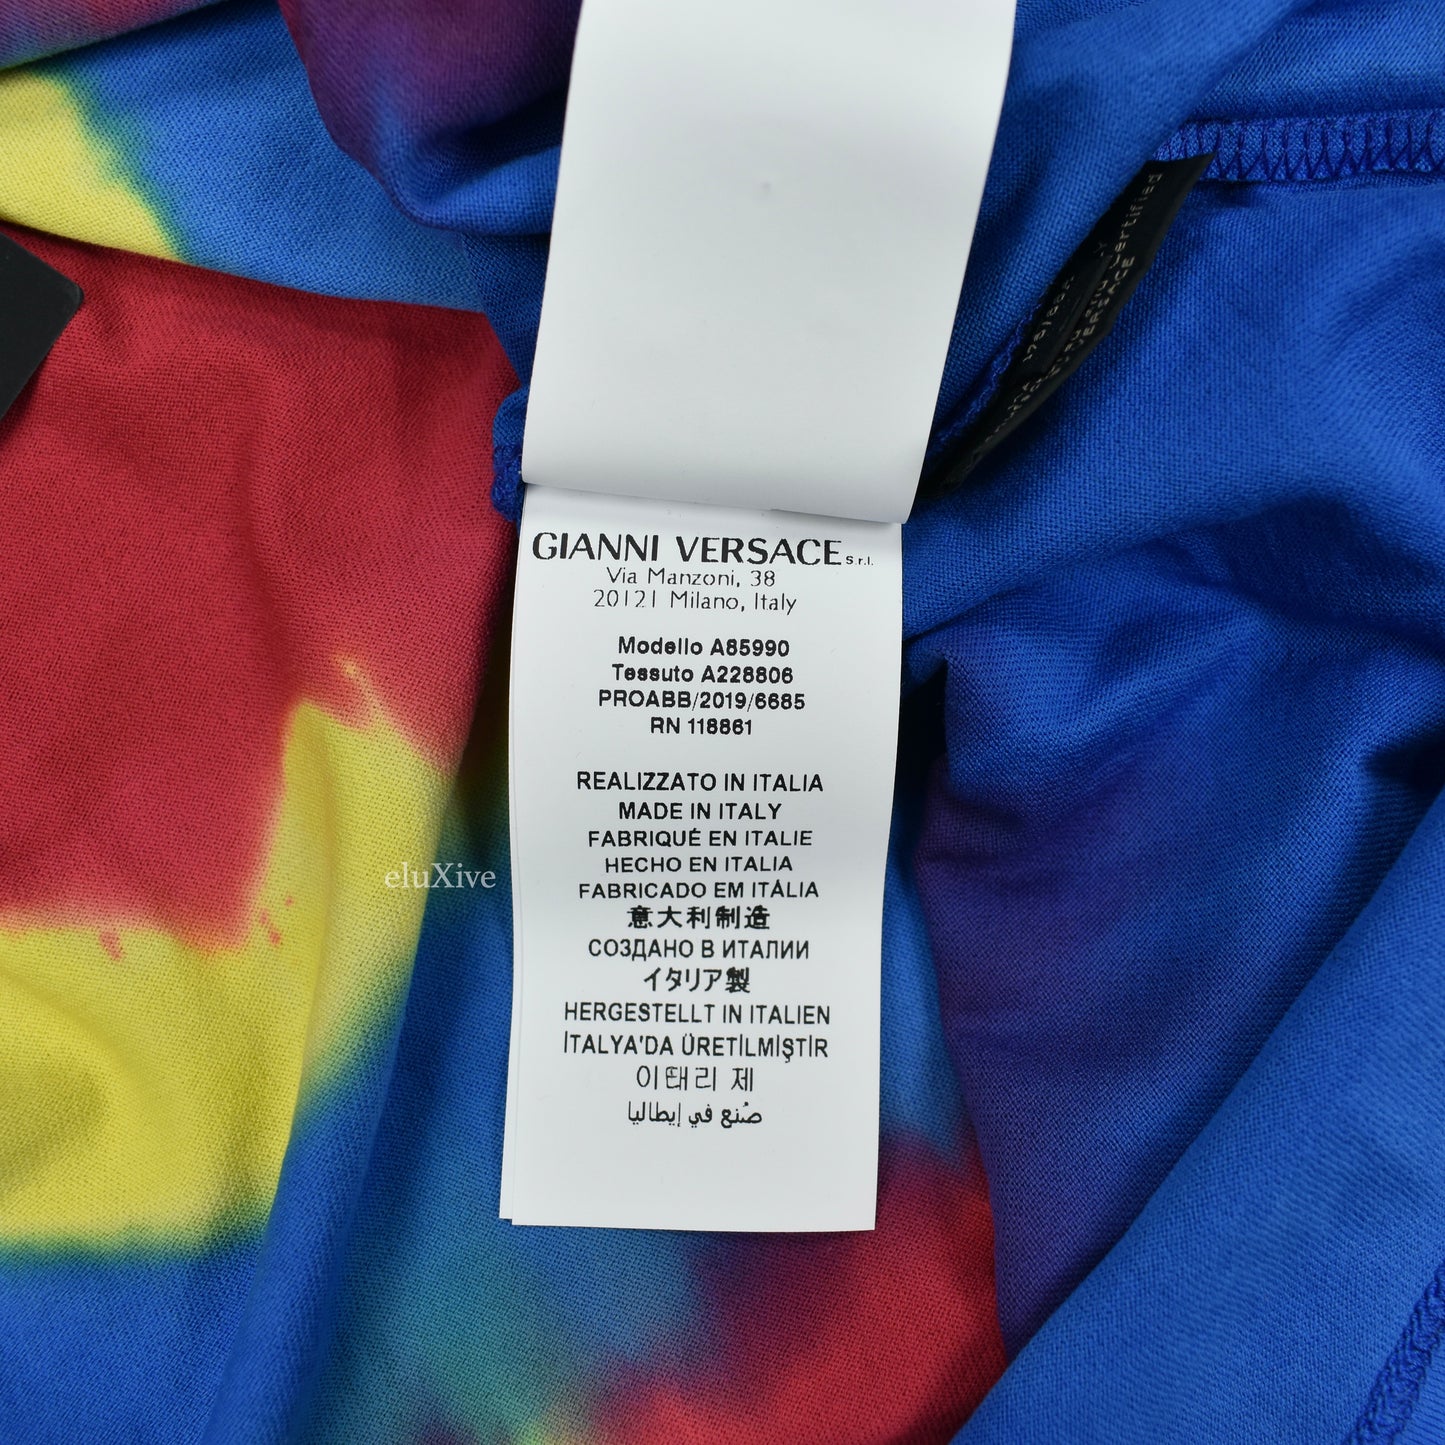 GIANNI VERSACE S.r.l.
Via Manzoni, 38
20121 Milano, Italy
Modello A85990
Tessuto A228806
PROABB/2019/6685
RN 118861
REALIZZATO IN ITALIA
MADE IN ITALY
FABRIQUÉ EN ITALIE
HECHO EN ITALIA
FABRICADO EM ITÁLIA
意大利制造
СОЗДАНО В ИТАЛИИ
イタリア製
HERGESTELLT IN ITALIEN
İTALYA'DA ÜRETİLMİŞTİR
이태리 제
صُنع في إيطاليا
eluXive
Certified
VERSACE